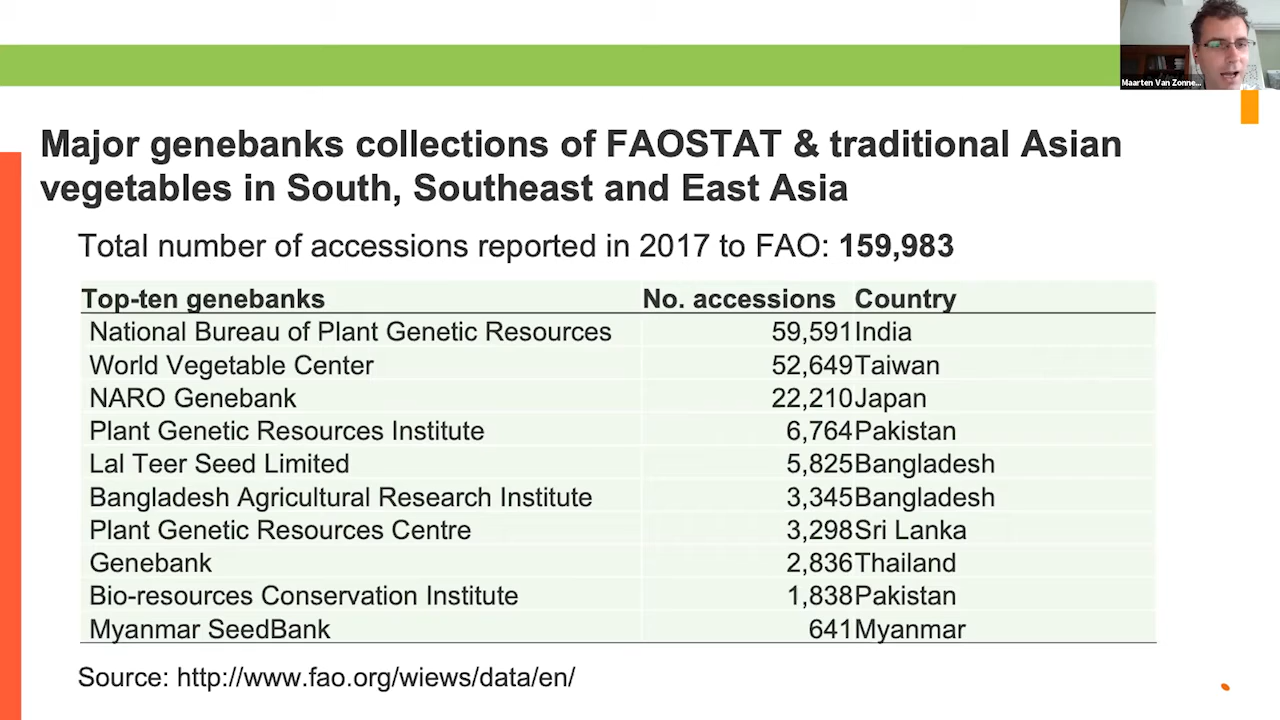 Maarten Van Zonne...
Major genebanks collections of FAOSTAT & traditional Asian
vegetables in South, Southeast and East Asia
Total number of accessions reported in 2017 to FAO: 159,983
Top-ten genebanks No. accessions Country
National Bureau of Plant Genetic Resources 59,591 India
World Vegetable Center 52,649 Taiwan
NARO Genebank 22,210 Japan
Plant Genetic Resources Institute 6,764 Pakistan
Lal Teer Seed Limited 5,825 Bangladesh
Bangladesh Agricultural Research Institute 3,345 Bangladesh
Plant Genetic Resources Centre 3,298 Sri Lanka
Genebank 2,836 Thailand
Bio-resources Conservation Institute 1,838 Pakistan
Myanmar SeedBank 641 Myanmar
Source: http://www.fao.org/wiews/data/en/